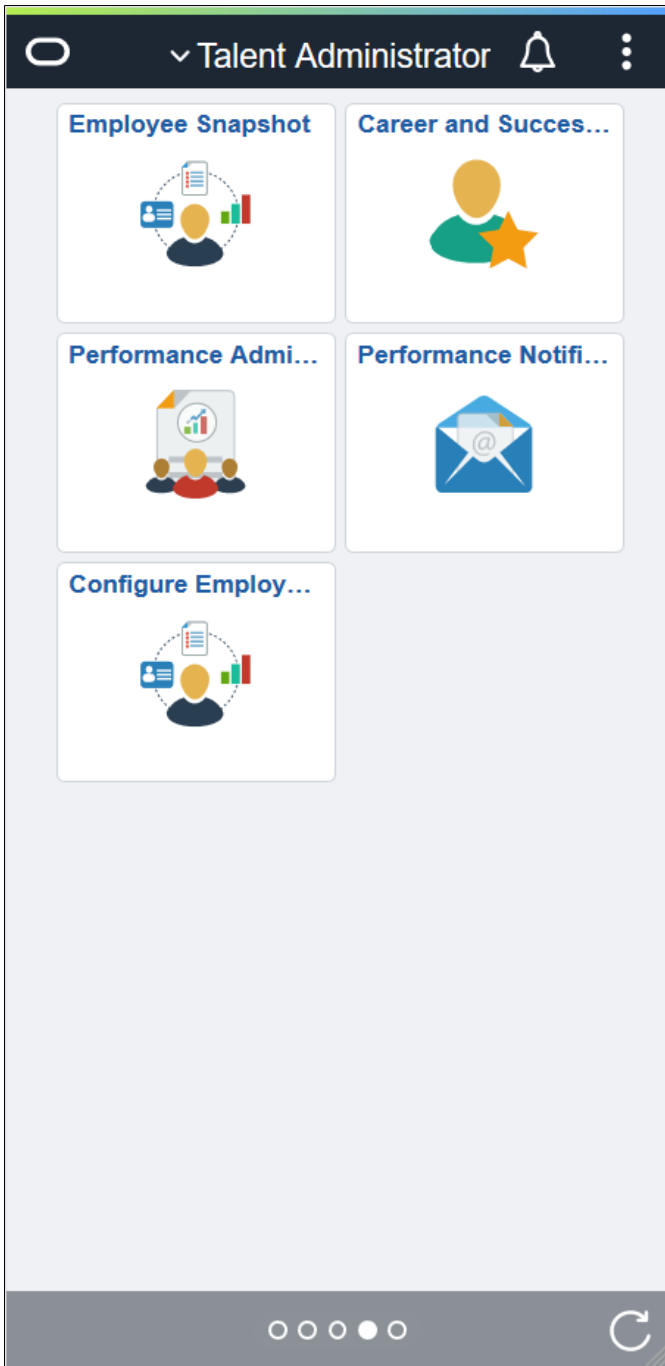 Talent Administrator
Employee Snapshot
Career and Succes...
Performance Admi...
Performance Notifi...
@
Configure Employ...